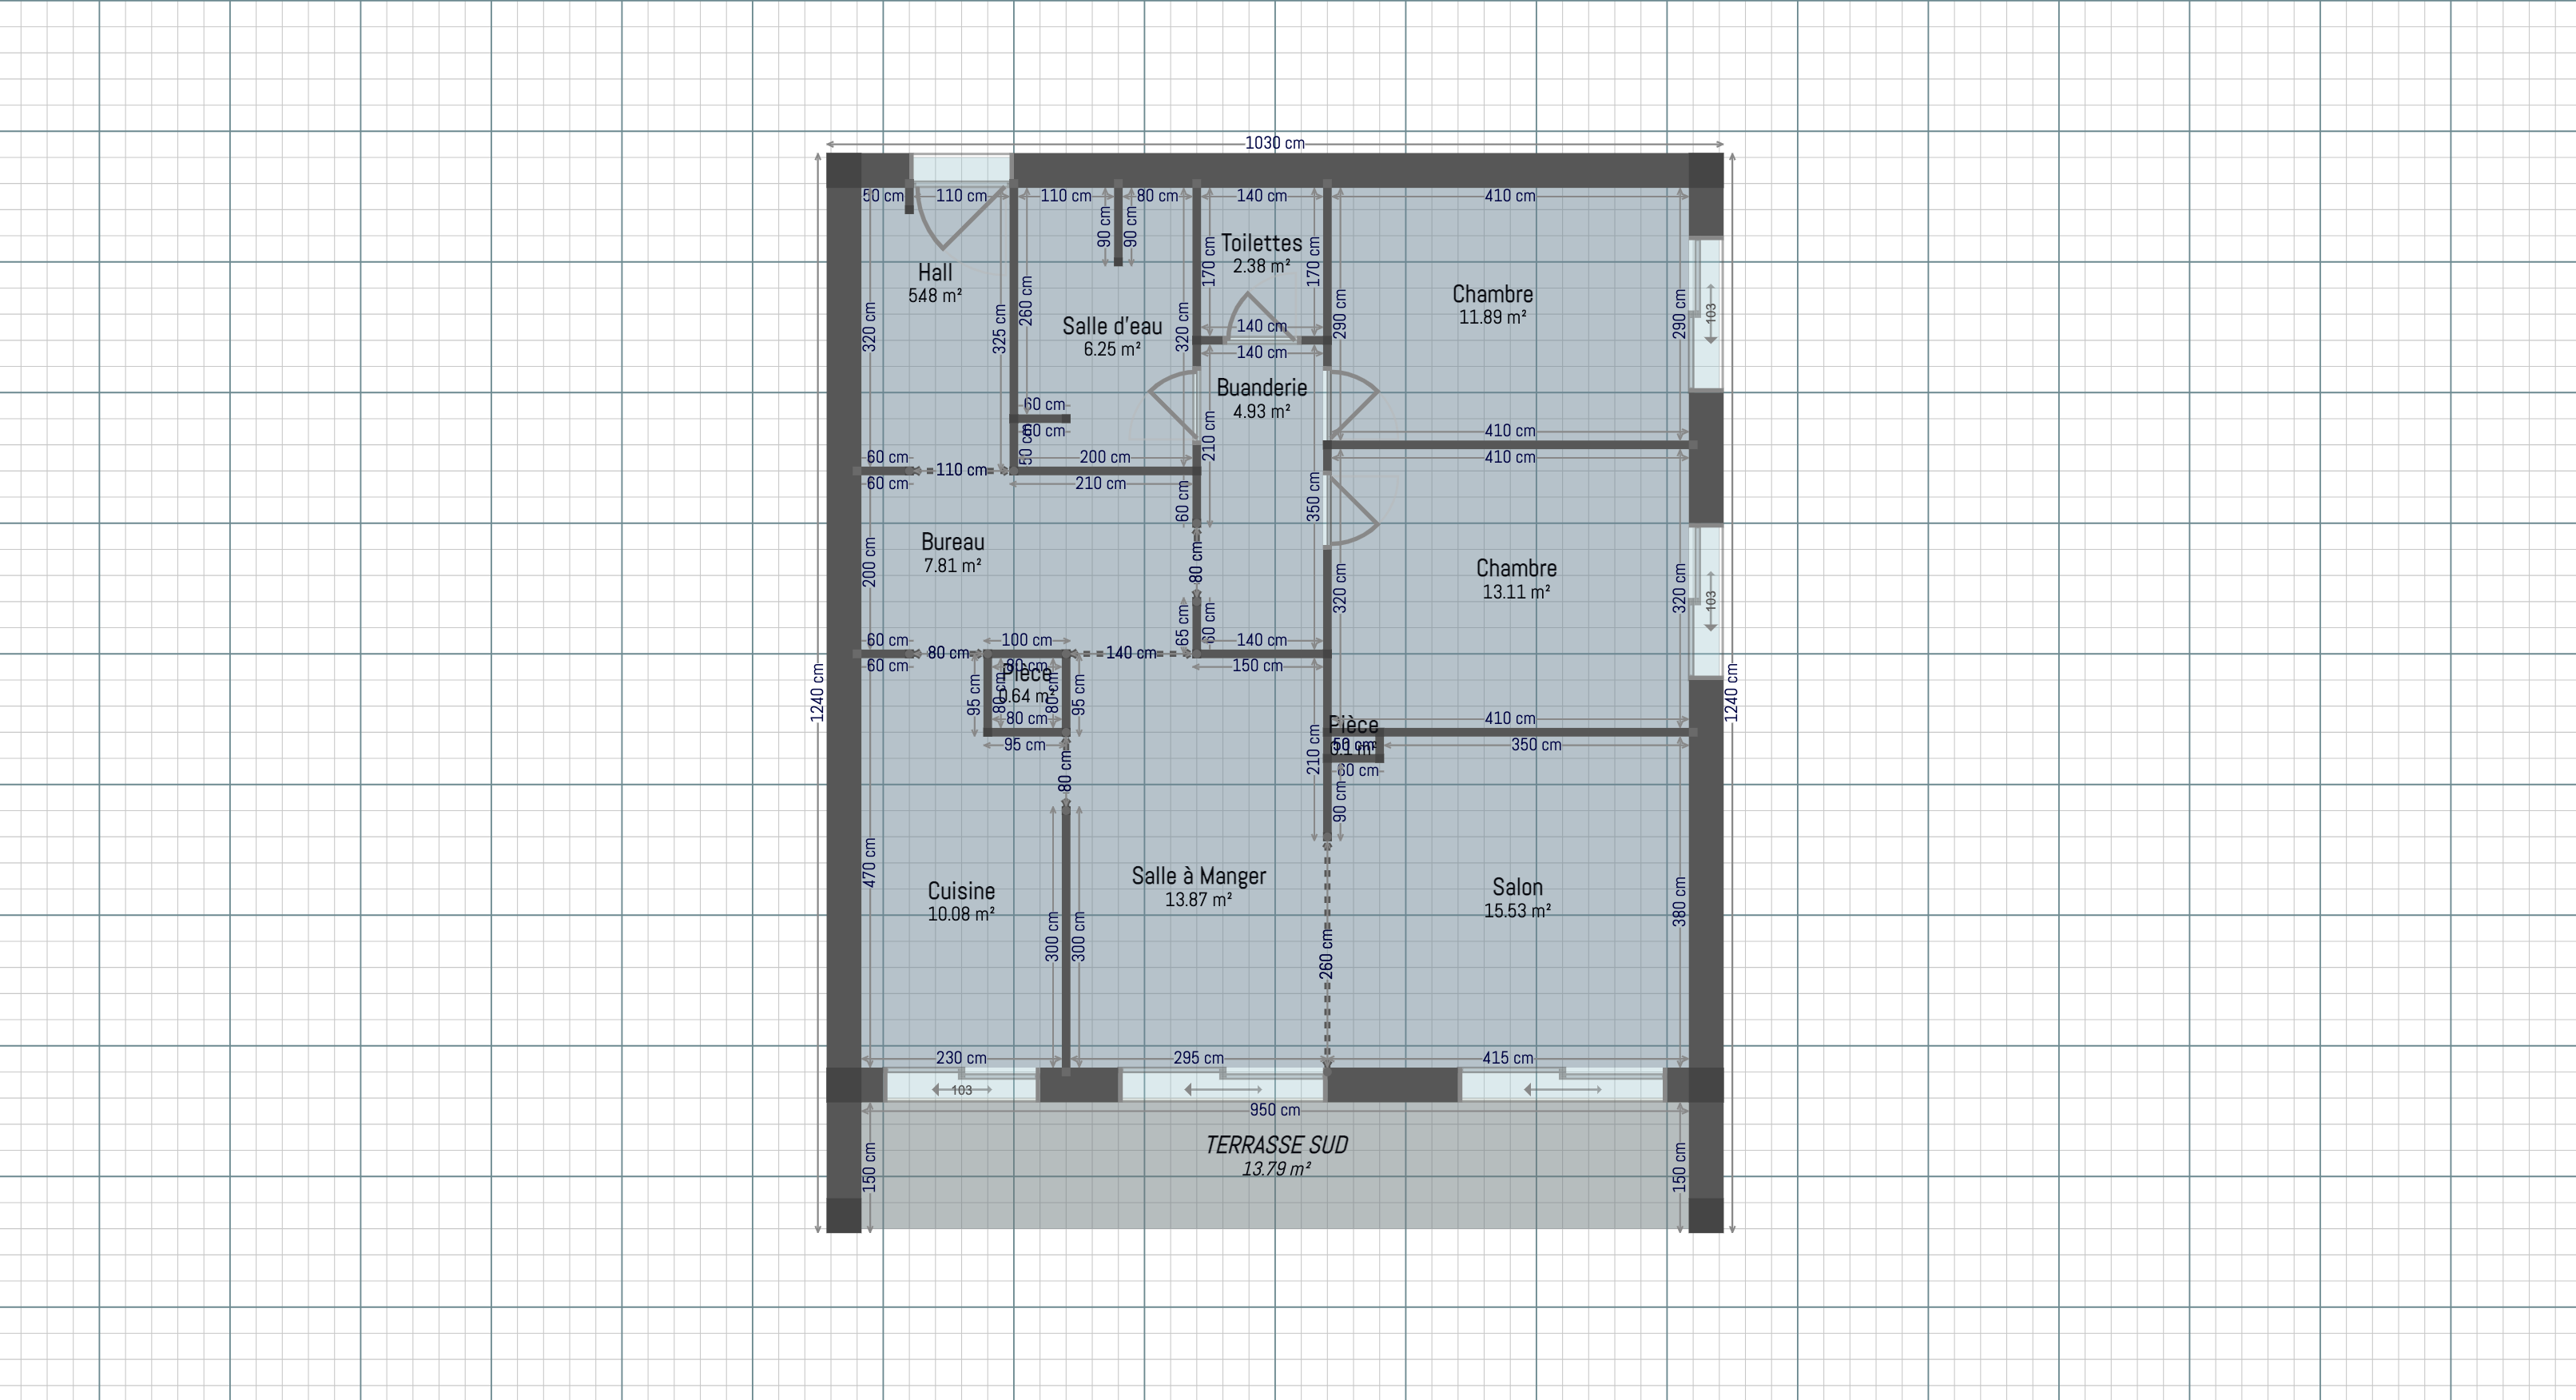 1030 cm
50 cm
110 cm
110 cm
80 cm
140 cm
410 cm
90 cm
90 cm
Toilettes
2.38 m²
170 cm
170 cm
Hall
5.48 m²
Chambre
11.89 m²
320 cm
325 cm
260 cm
Salle d'eau
6.25 m²
320 cm
140 cm
140 cm
290 cm
290 cm
103
Buanderie
4.93 m²
60 cm
60 cm
50 cm
210 cm
410 cm
410 cm
60 cm
110 cm
200 cm
60 cm
210 cm
60 cm
350 cm
Bureau
7.81 m²
200 cm
80 cm
Chambre
13.11 m²
320 cm
320 cm
103
65 cm
60 cm
60 cm
100 cm
140 cm
60 cm
80 cm
140 cm
150 cm
80 cm
Pièce
0.64 m²
95 cm
80 cm
80 cm
95 cm
80 cm
95 cm
1240 cm
1240 cm
410 cm
Pièce
0.1 m²
50 cm
350 cm
60 cm
210 cm
80 cm
90 cm
470 cm
Cuisine
10.08 m²
Salle à Manger
13.87 m²
Salon
15.53 m²
380 cm
300 cm
300 cm
260 cm
230 cm
295 cm
415 cm
103
950 cm
TERRASSE SUD
13.79 m²
150 cm
150 cm